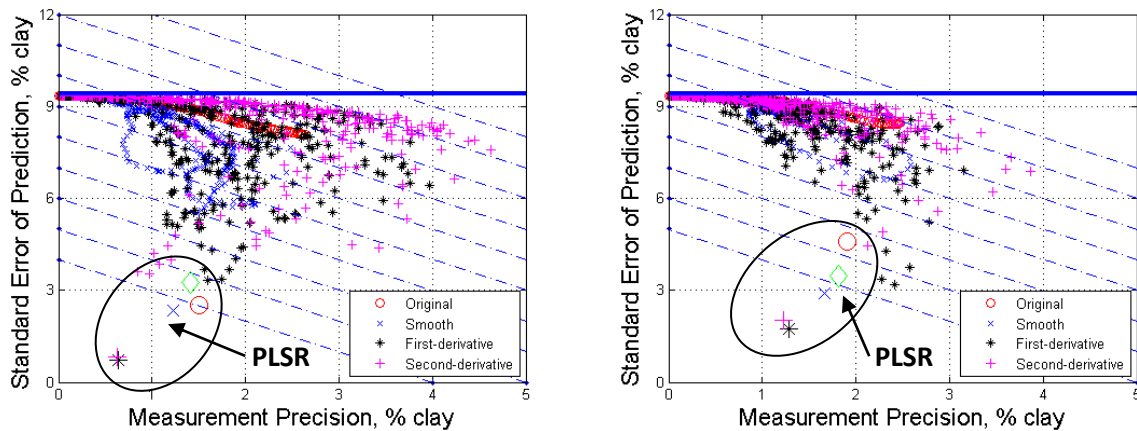 12
9
6
3
0
0
1
2
3
4
5
Standard Error of Prediction, % clay
Measurement Precision, % clay
Original
Smooth
First-derivative
Second-derivative
PLSR
12
9
6
3
0
0
1
2
3
4
5
Standard Error of Prediction, % clay
Measurement Precision, % clay
Original
Smooth
First-derivative
Second-derivative
PLSR